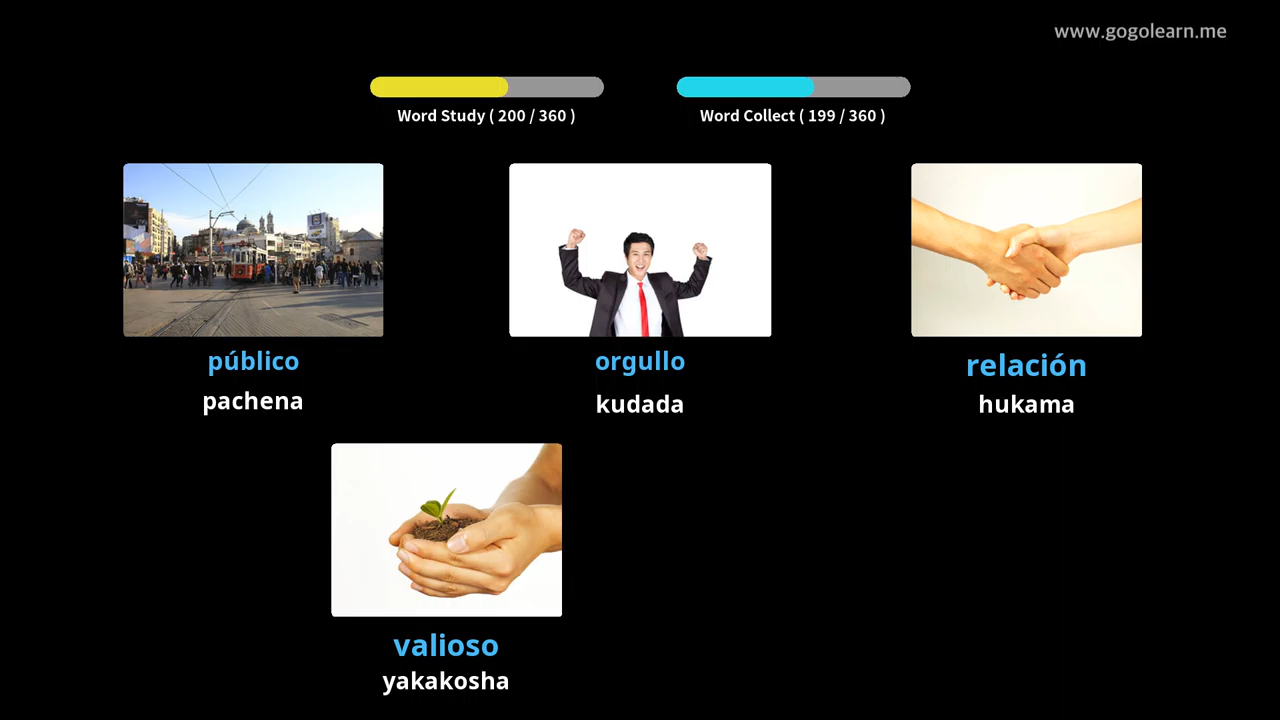 www.gogolearn.me
Word Study ( 200 / 360 )
Word Collect ( 199 / 360 )
público
orgullo
relación
pachena
kudada
hukama
valioso
yakakosha